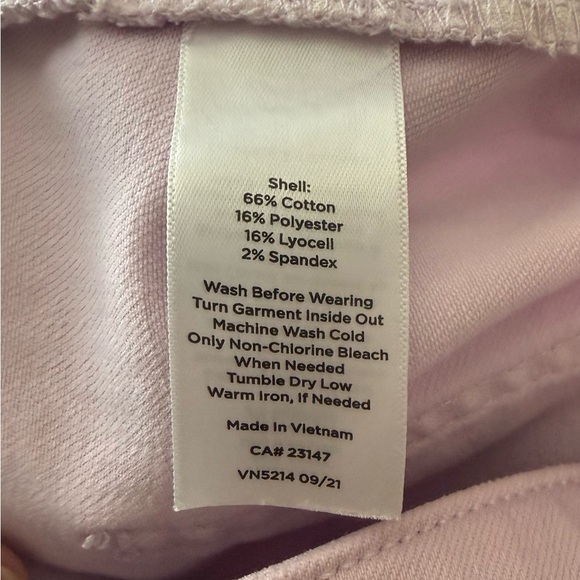 Shell:
66% Cotton
16% Polyester
16% Lyocell
2% Spandex
Wash Before Wearing
Turn Garment Inside Out
Machine Wash Cold
Only Non-Chlorine Bleach
When Needed
Tumble Dry Low
Warm Iron, If Needed
Made In Vietnam
CA# 23147
VN5214 09/21